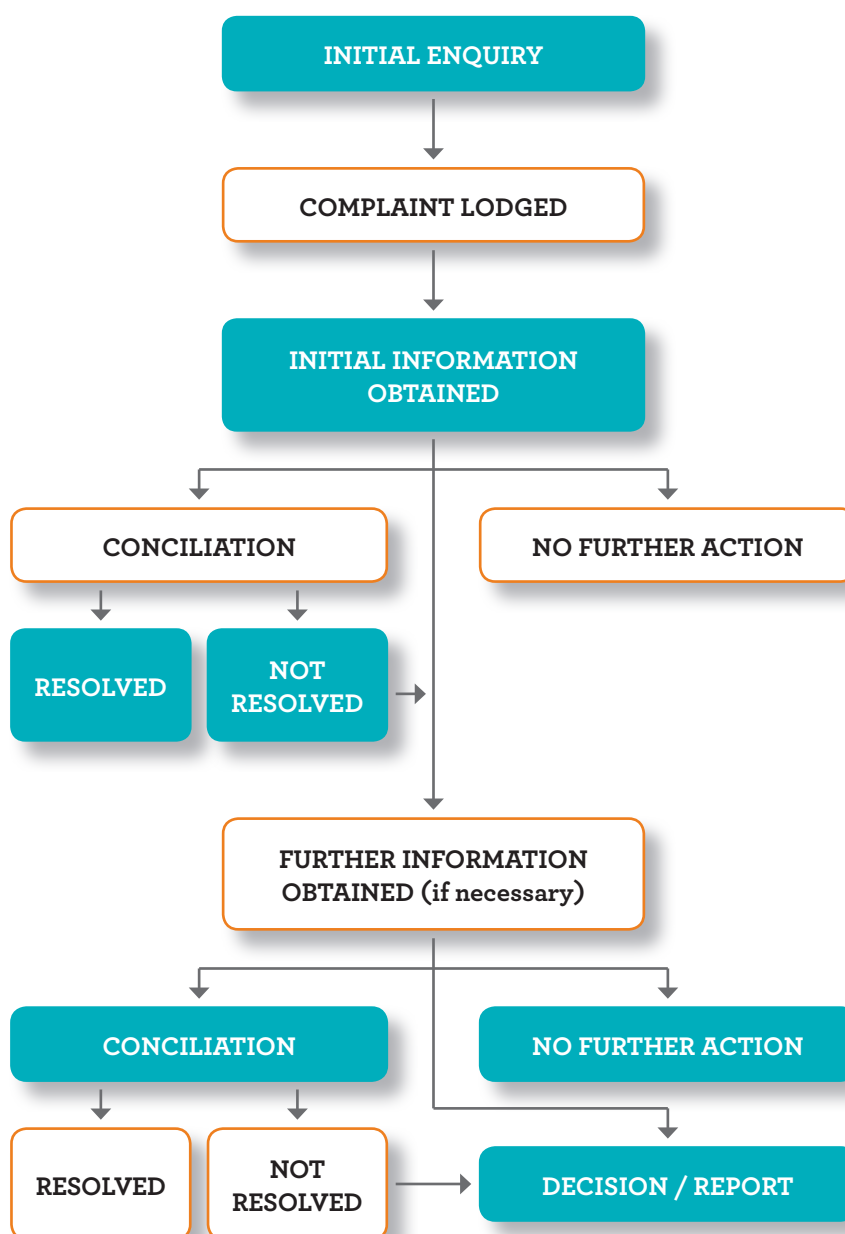 INITIAL ENQUIRY
COMPLAINT LODGED
INITIAL INFORMATION
OBTAINED
CONCILIATION
NO FURTHER ACTION
RESOLVED
NOT
RESOLVED
FURTHER INFORMATION
OBTAINED (if necessary)
CONCILIATION
NO FURTHER ACTION
RESOLVED
NOT
RESOLVED
DECISION / REPORT